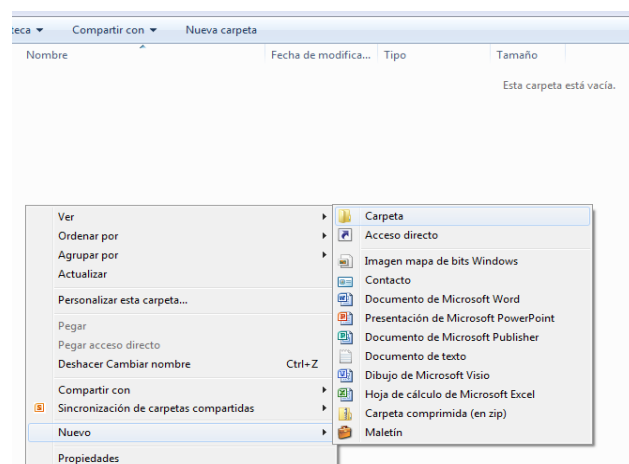 teca Compartir con Nueva carpeta
Nombre Fecha de modifica... Tipo Tamaño
Esta carpeta está vacía.
Ver
Ordenar por
Agrupar por
Actualizar
Personalizar esta carpeta...
Pegar
Pegar acceso directo
Deshacer Cambiar nombre Ctrl+Z
Compartir con
Sincronización de carpetas compartidas
Nuevo
Propiedades
Carpeta
Acceso directo
Imagen mapa de bits Windows
Contacto
Documento de Microsoft Word
Presentación de Microsoft PowerPoint
Documento de Microsoft Publisher
Documento de texto
Dibujo de Microsoft Visio
Hoja de cálculo de Microsoft Excel
Carpeta comprimida (en zip)
Maletín